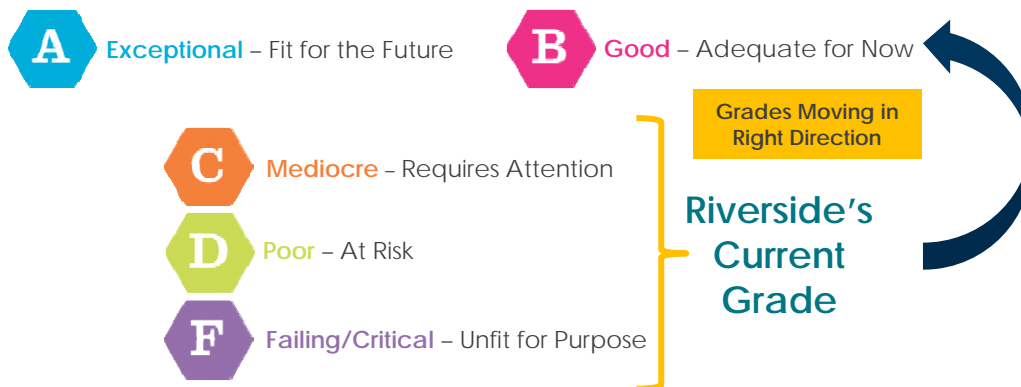 A Exceptional – Fit for the Future
B Good – Adequate for Now
Grades Moving in
Right Direction
C Mediocre – Requires Attention
D Poor – At Risk
F Failing/Critical – Unfit for Purpose
Riverside's
Current
Grade